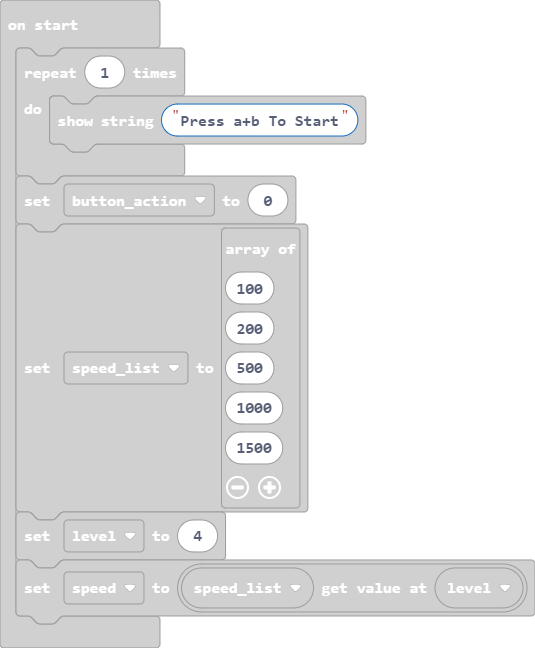 on start
repeat 1 times
do
show string "Press a+b To Start"
set button_action to 0
array of
100
200
500
1000
1500
set speed_list to
set level to 4
set speed to speed_list get value at level